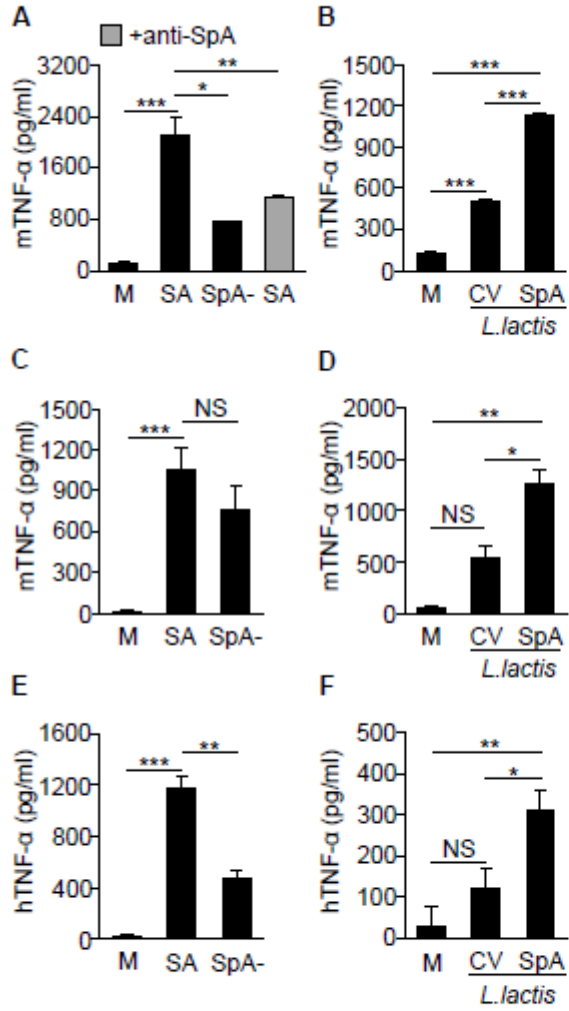 A
+anti-SpA
mTNF-α (pg/ml)
3200
2400
1600
800
0
***
*
**
M SA SpA- SA
B
mTNF-α (pg/ml)
1500
1200
900
600
300
0
***
***
***
M CV SpA
L.lactis
C
mTNF-α (pg/ml)
1500
1200
900
600
300
0
***
NS
M SA SpA-
D
mTNF-α (pg/ml)
2000
1500
1000
500
0
**
*
NS
M CV SpA
L.lactis
E
hTNF-α (pg/ml)
1600
1200
800
400
0
***
**
M SA SpA-
F
hTNF-α (pg/ml)
500
400
300
200
100
0
**
*
NS
M CV SpA
L.lactis